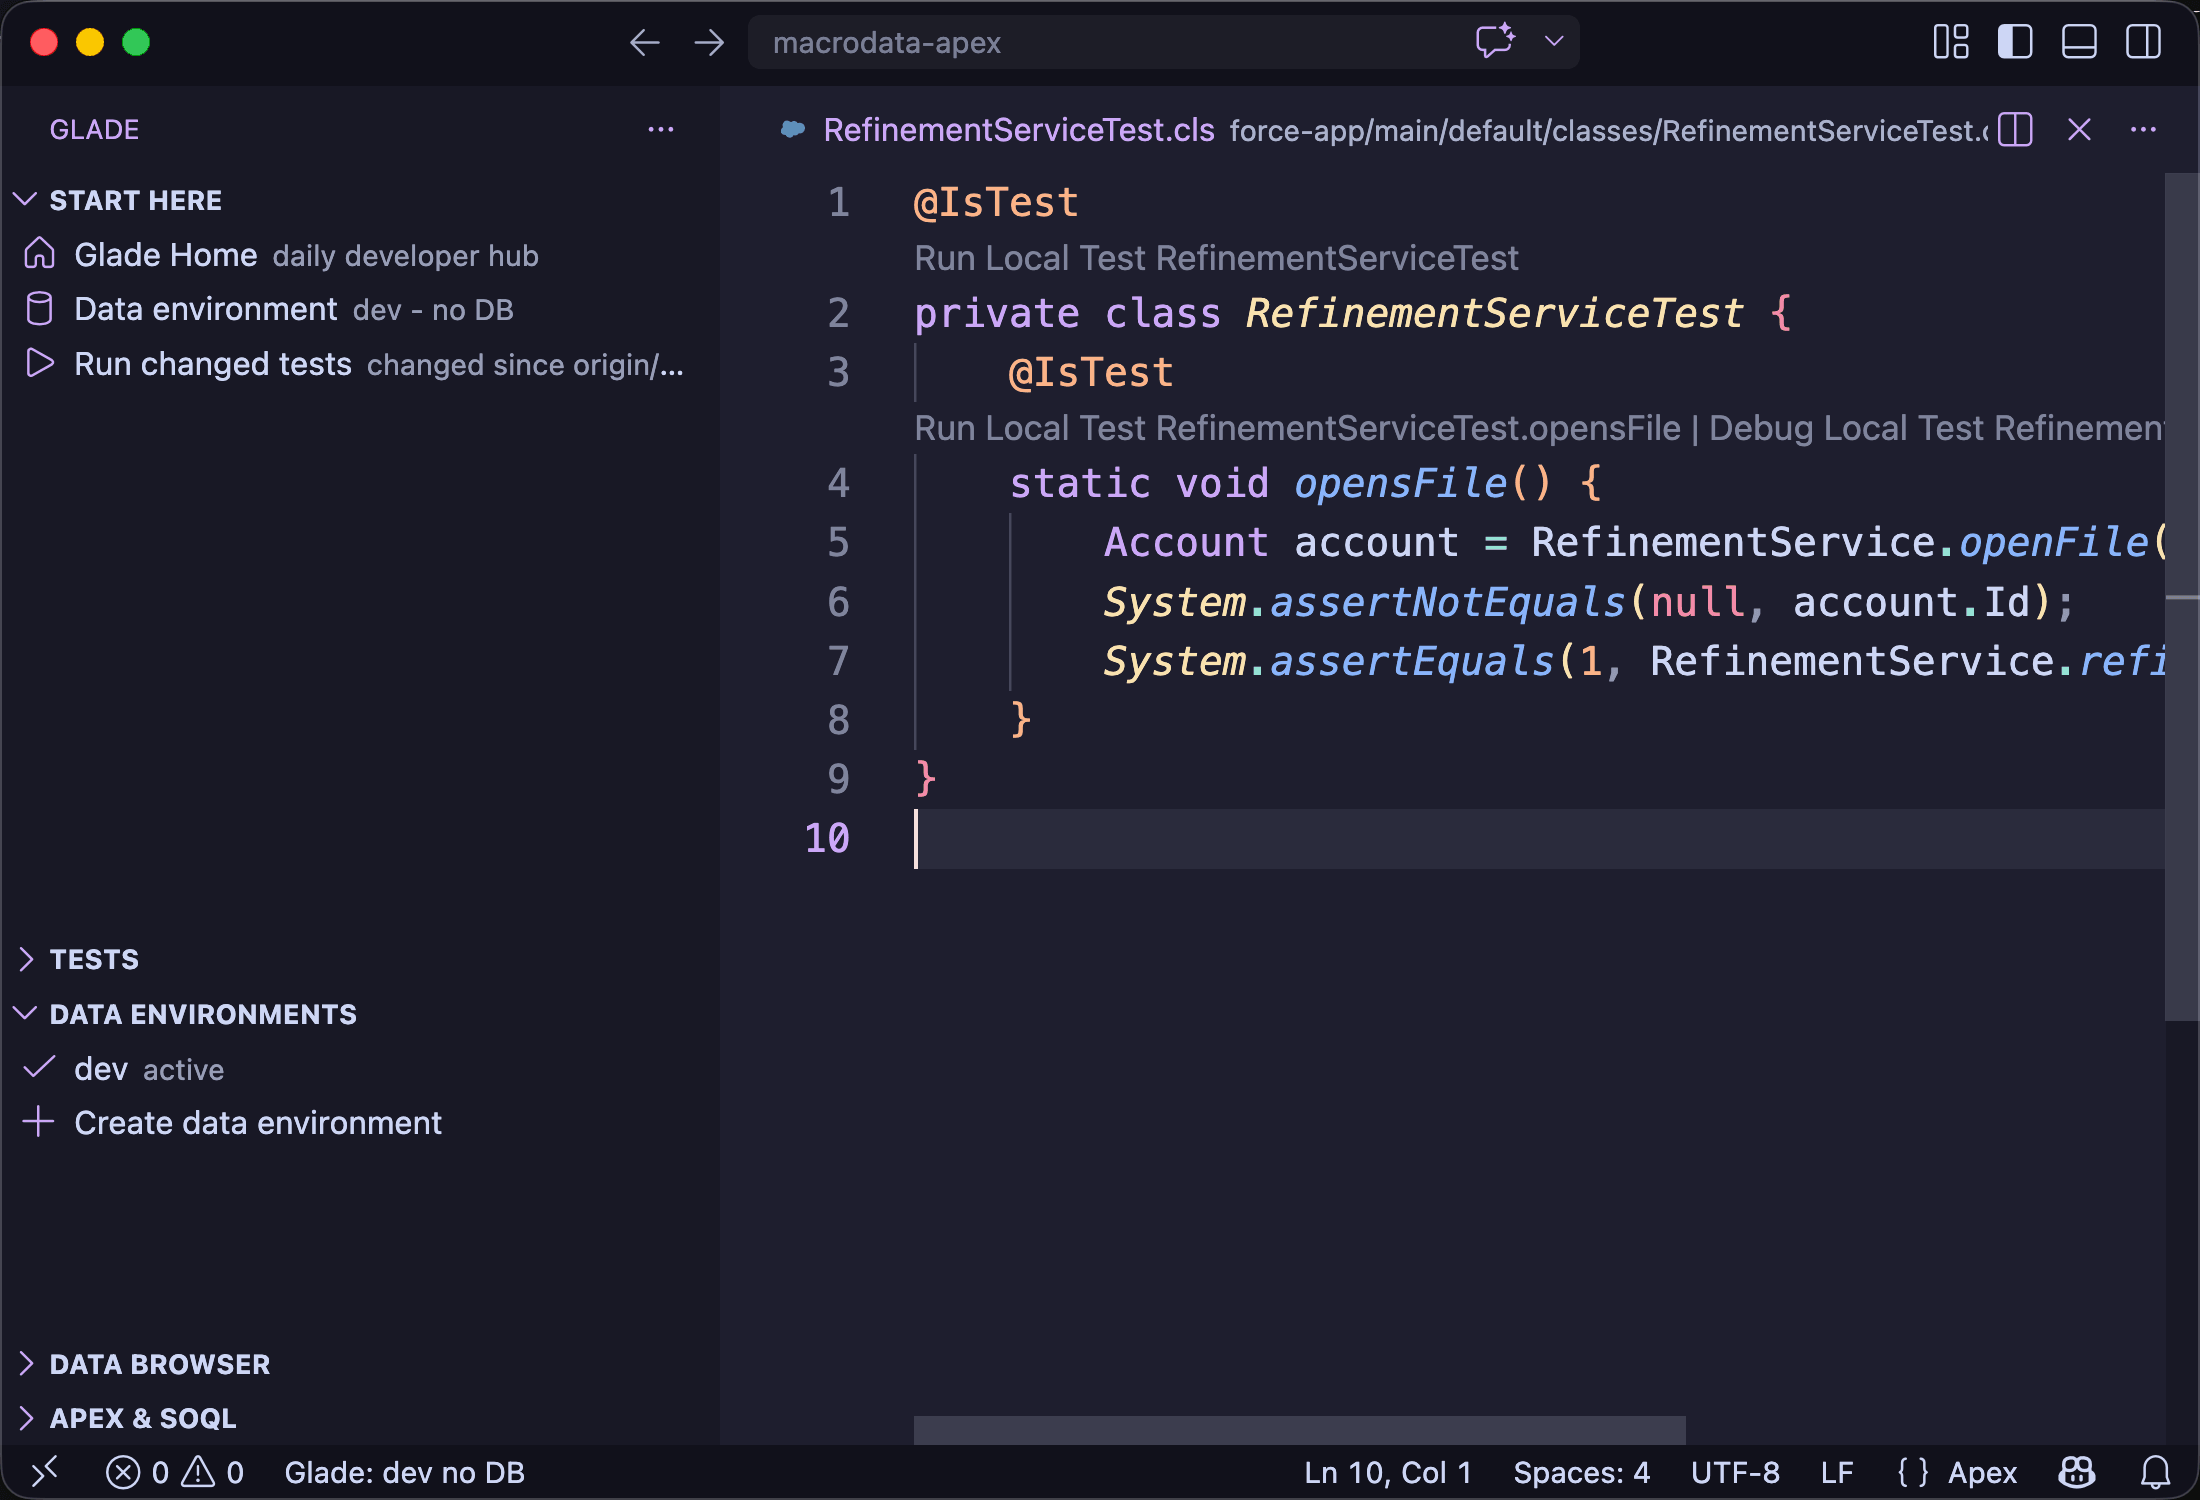 macrodata-apex
GLADE
START HERE
Glade Home daily developer hub
Data environment dev - no DB
Run changed tests changed since origin/...
TESTS
DATA ENVIRONMENTS
dev active
Create data environment
DATA BROWSER
APEX & SOQL
RefinementServiceTest.cls force-app/main/default/classes/RefinementServiceTest.c
1 @IsTest
Run Local Test RefinementServiceTest
2 private class RefinementServiceTest {
3 @IsTest
Run Local Test RefinementServiceTest.opensFile | Debug Local Test Refinement
4 static void opensFile() {
5 Account account = RefinementService.openFile(
6 System.assertNotEquals(null, account.Id);
7 System.assertEquals(1, RefinementService.refi
8 }
9 }
10
0 0 Glade: dev no DB
Ln 10, Col 1 Spaces: 4 UTF-8 LF { } Apex